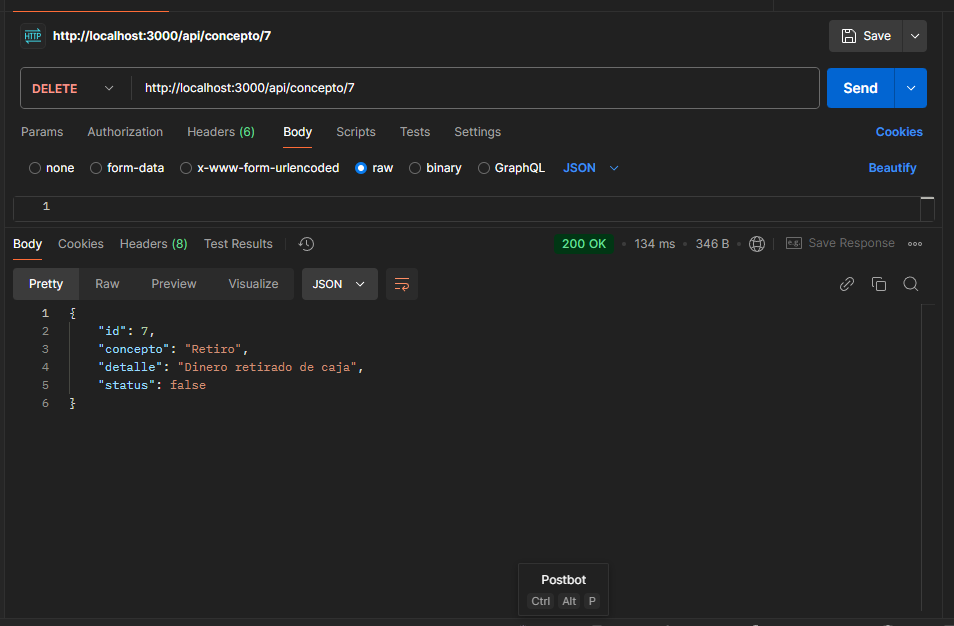 HTTP http://localhost:3000/api/concepto/7 Save
DELETE http://localhost:3000/api/concepto/7 Send
Params Authorization Headers (6) Body Scripts Tests Settings Cookies
none form-data x-www-form-urlencoded raw binary GraphQL JSON Beautify
1
Body Cookies Headers (8) Test Results 200 OK • 134 ms • 346 B • Save Response
Pretty Raw Preview Visualize JSON
1 {
2 "id": 7,
3 "concepto": "Retiro",
4 "detalle": "Dinero retirado de caja",
5 "status": false
6 }
Postbot
Ctrl Alt P